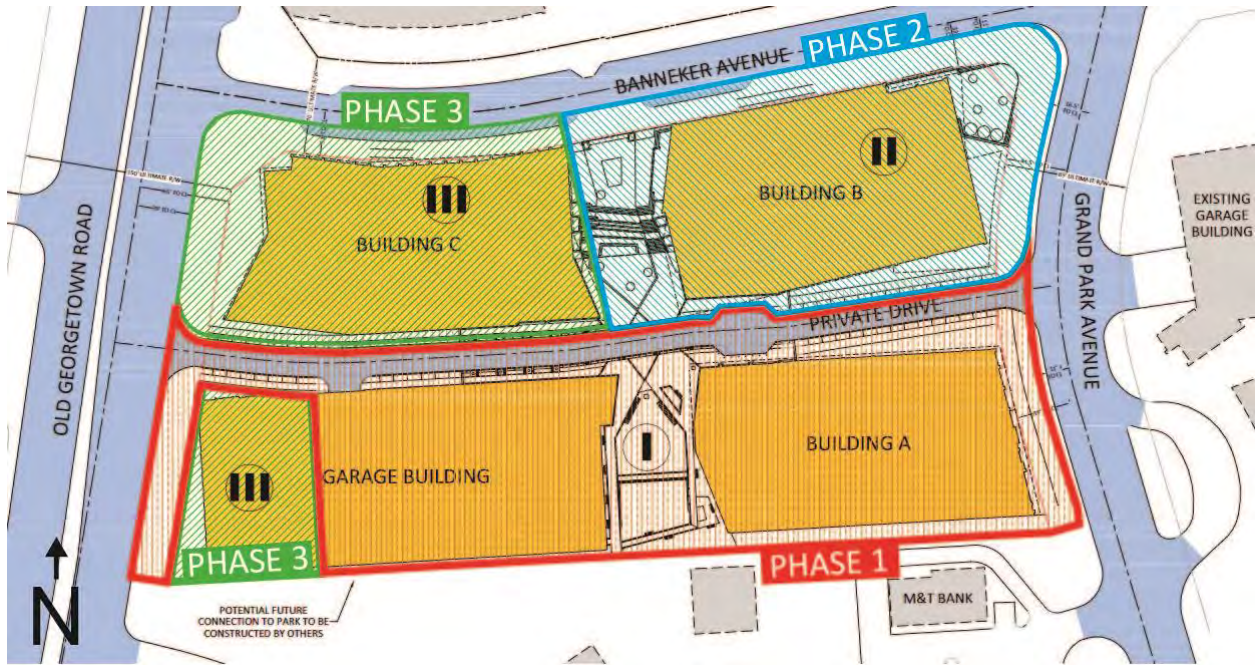 PHASE 2
BANNEKER AVENUE
PHASE 3
II
BUILDING B
III
BUILDING C
150' ULTIMATE R/W
EXISTING
GARAGE
BUILDING
OLD GEORGETOWN ROAD
GRAND PARK AVENUE
PRIVATE DRIVE
I
BUILDING A
III
GARAGE BUILDING
PHASE 3
PHASE 1
N
M&T BANK
POTENTIAL FUTURE
CONNECTION TO PARK TO BE
CONSTRUCTED BY OTHERS